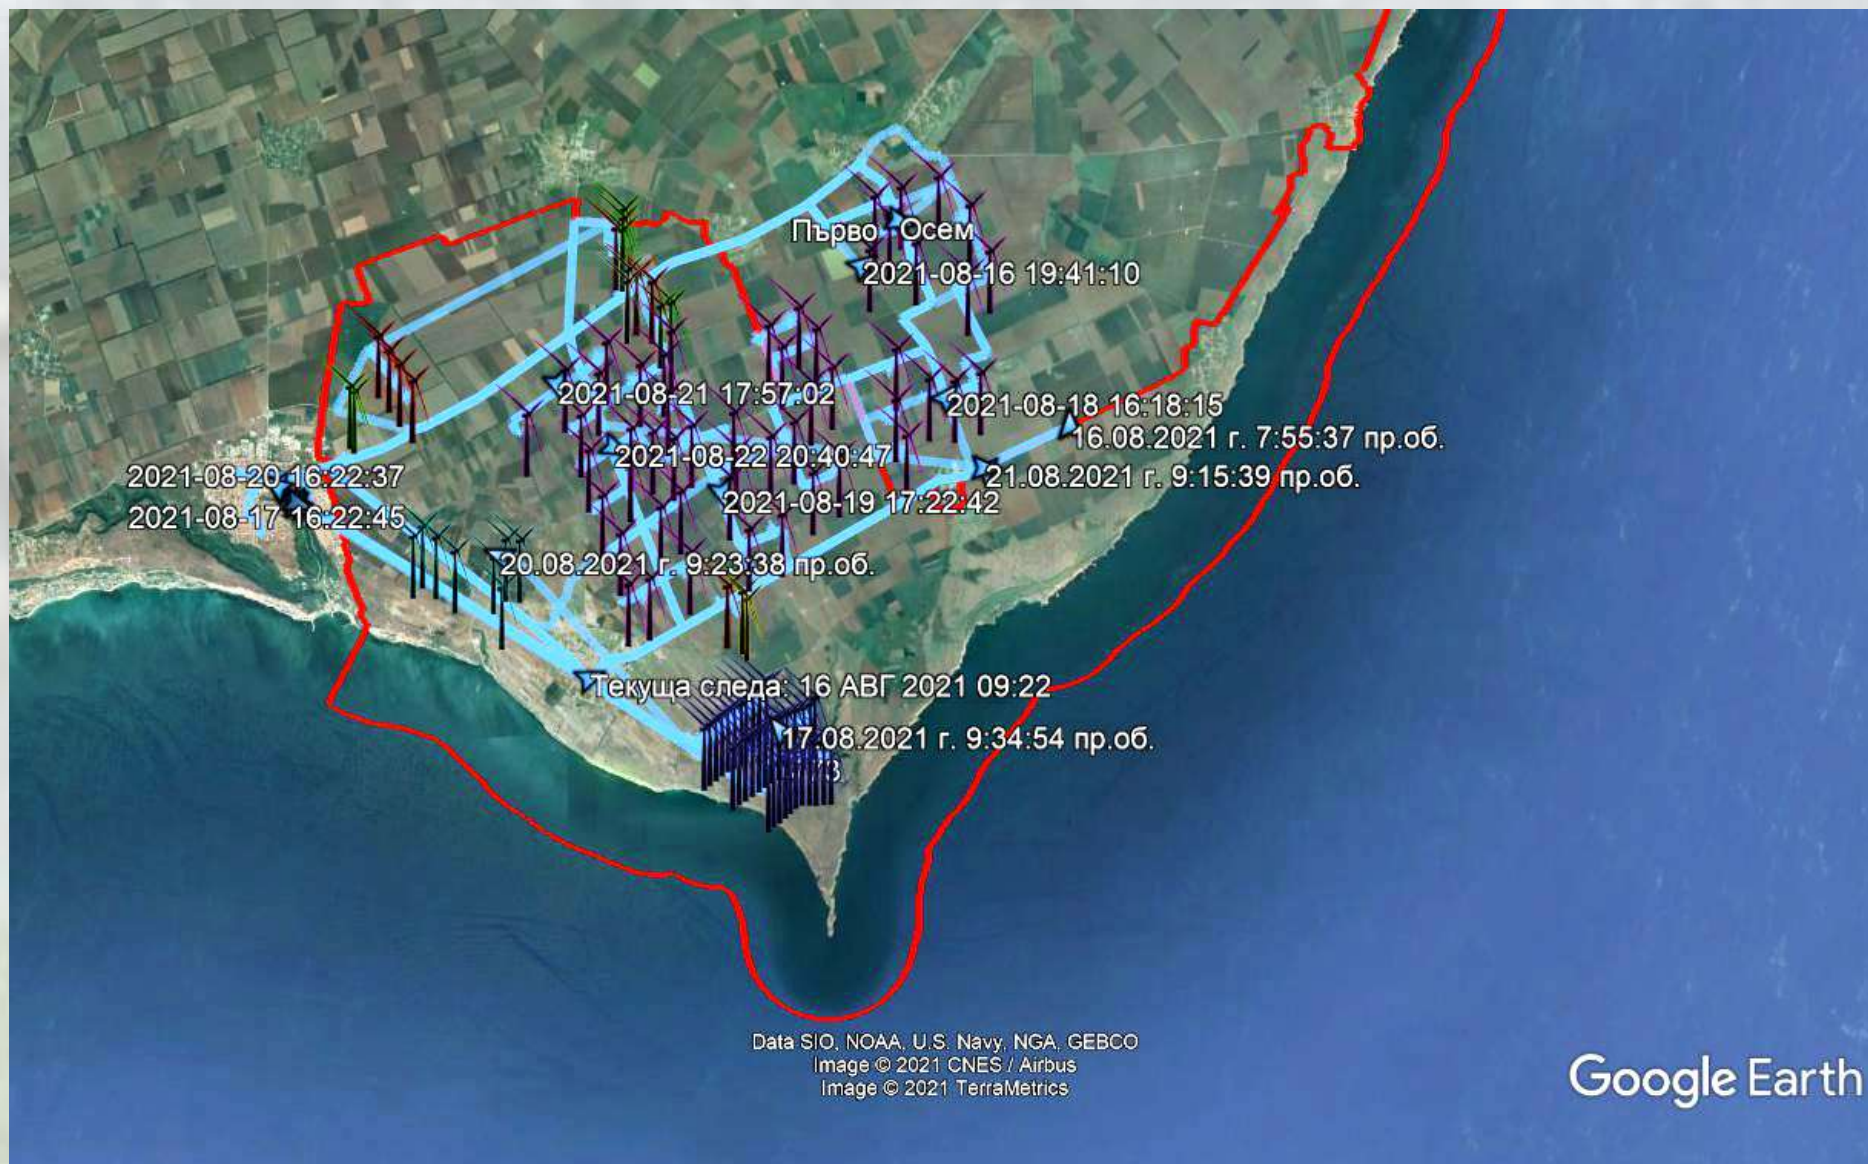 Първо Осем
2021-08-16 19:41:10
2021-08-21 17:57:02
2021-08-18 16:18:15
16.08.2021 г. 7:55:37 пр.об.
2021-08-22 20:40:47
21.08.2021 г. 9:15:39 пр.об.
2021-08-20 16:22:37
2021-08-19 17:22:42
2021-08-17 16:22:45
20.08.2021 г. 9:23:38 пр.об.
Текуща следа: 16 АВГ 2021 09:22
17.08.2021 г. 9:34:54 пр.об.
Data SIO, NOAA, U.S. Navy, NGA, GEBCO
Image © 2021 CNES / Airbus
Image © 2021 TerraMetrics
Google Earth